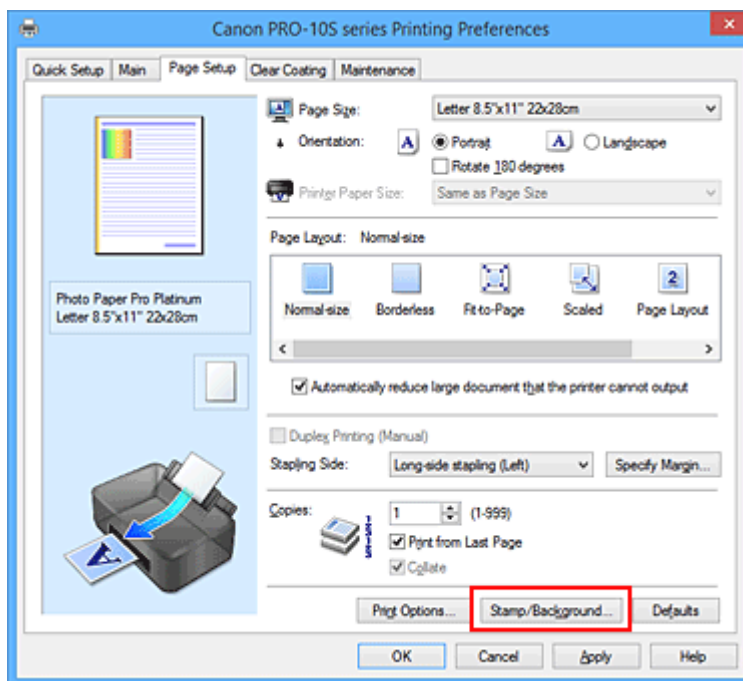 Canon PRO-10S series Printing Preferences
Quick Setup Main Page Setup Clear Coating Maintenance
Page Size: Letter 8.5"x11" 22x28cm
Orientation: A Portrait A Landscape
Rotate 180 degrees
Printer Paper Size: Same as Page Size
Page Layout: Normal-size
2
Normal-size Borderless Fit-to-Page Scaled Page Layout
Photo Paper Pro Platinum
Letter 8.5"x11" 22x28cm
Automatically reduce large document that the printer cannot output
Duplex Printing (Manual)
Stapling Side: Long-side stapling (Left) Specify Margin...
Copies: 1 (1-999)
Print from Last Page
Collate
A
Print Options... Stamp/Background... Defaults
OK Cancel Apply Help